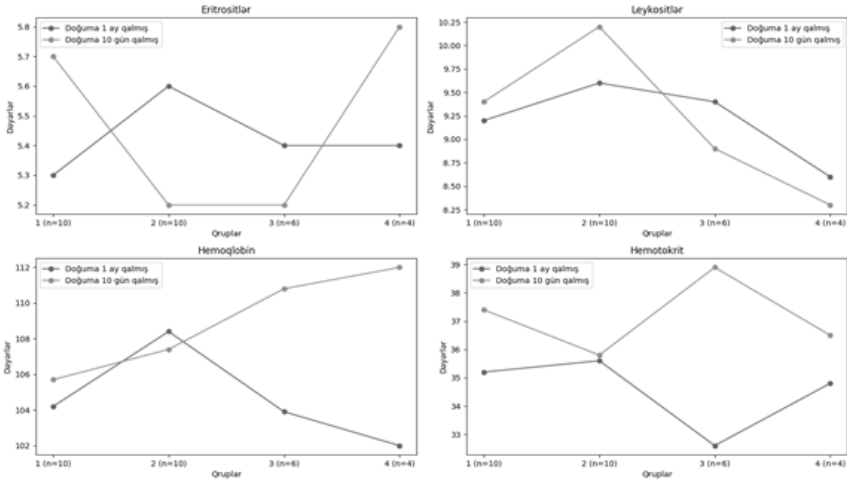 Eritrositlər
Doğuma 1 ay qalmış
Doğuma 10 gün qalmış
Dəyərlər
5.8
5.7
5.6
5.5
5.4
5.3
5.2
1 (n=10) 2 (n=10) 3 (n=6) 4 (n=4)
Qruplar
Leykositlər
Doğuma 1 ay qalmış
Doğuma 10 gün qalmış
Dəyərlər
10.25
10.00
9.75
9.50
9.25
9.00
8.75
8.50
8.25
1 (n=10) 2 (n=10) 3 (n=6) 4 (n=4)
Qruplar
Hemoqlobin
Doğuma 1 ay qalmış
Doğuma 10 gün qalmış
Dəyərlər
112
110
108
106
104
102
1 (n=10) 2 (n=10) 3 (n=6) 4 (n=4)
Qruplar
Hemotokrit
Doğuma 1 ay qalmış
Doğuma 10 gün qalmış
Dəyərlər
39
38
37
36
35
34
33
1 (n=10) 2 (n=10) 3 (n=6) 4 (n=4)
Qruplar